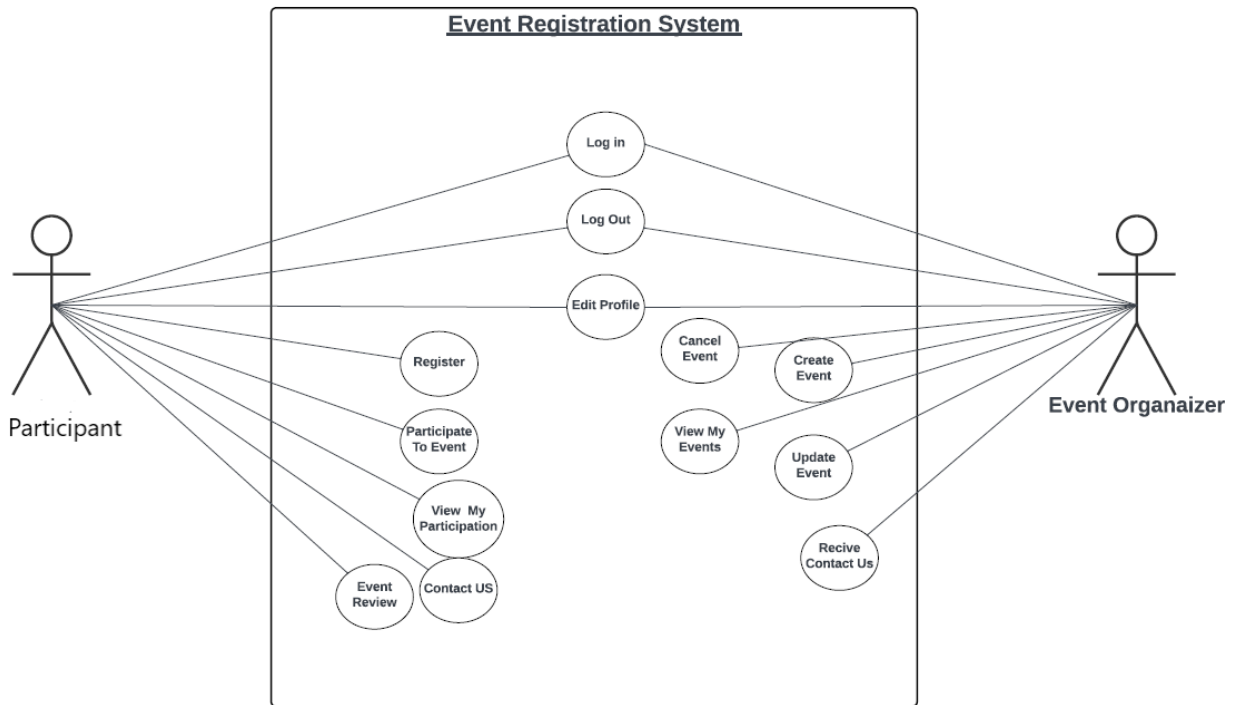 Event Registration System
Log in
Log Out
Edit Profile
Register
Participate
To Event
View My
Participation
Contact US
Event
Review
Cancel
Event
Create
Event
View My
Events
Update
Event
Recive
Contact Us
Participant
Event Organaizer